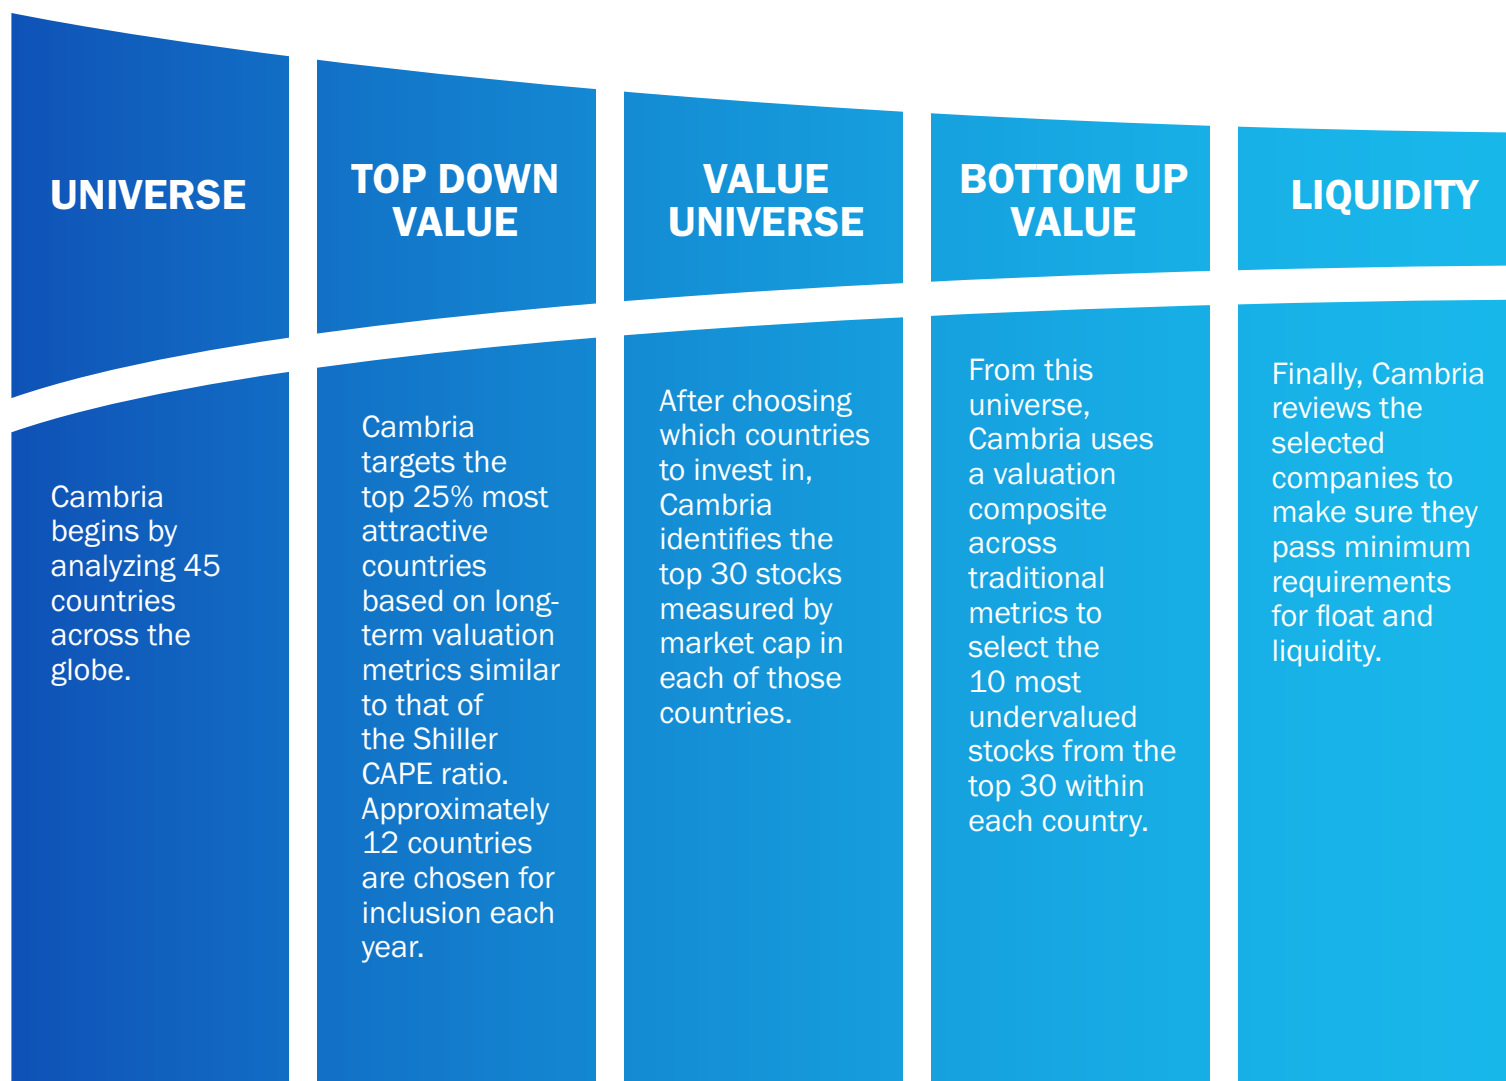 UNIVERSE
Cambria
begins by
analyzing 45
countries
across the
globe.
TOP DOWN
VALUE
Cambria
targets the
top 25% most
attractive
countries
based on long-
term valuation
metrics similar
to that of
the Shiller
CAPE ratio.
Approximately
12 countries
are chosen for
inclusion each
year.
VALUE
UNIVERSE
After choosing
which countries
to invest in,
Cambria
identifies the
top 30 stocks
measured by
market cap in
each of those
countries.
BOTTOM UP
VALUE
From this
universe,
Cambria uses
a valuation
composite
across
traditional
metrics to
select the
10 most
undervalued
stocks from the
top 30 within
each country.
LIQUIDITY
Finally, Cambria
reviews the
selected
companies to
make sure they
pass minimum
requirements
for float and
liquidity.